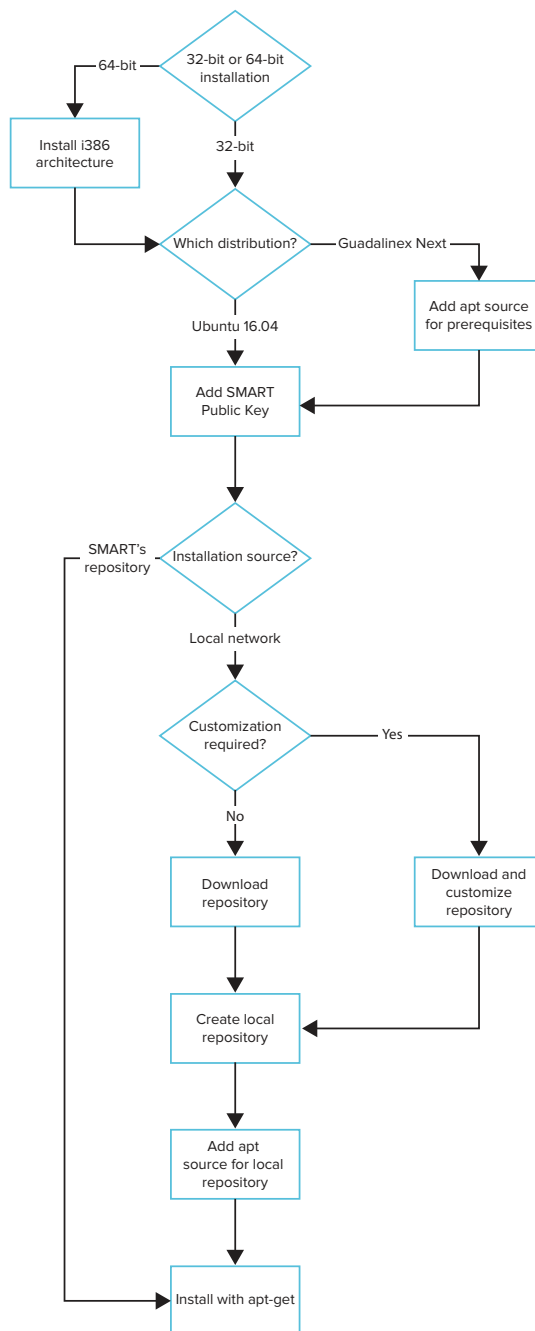 32-bit or 64-bit
installation
64-bit
Install i386
architecture
32-bit
Which distribution?
Guadalinex Next
Add apt source
for prerequisites
Ubuntu 16.04
Add SMART
Public Key
Installation source?
SMART's
repository
Local network
Customization
required?
Yes
No
Download
repository
Download and
customize
repository
Create local
repository
Add apt
source for local
repository
Install with apt-get